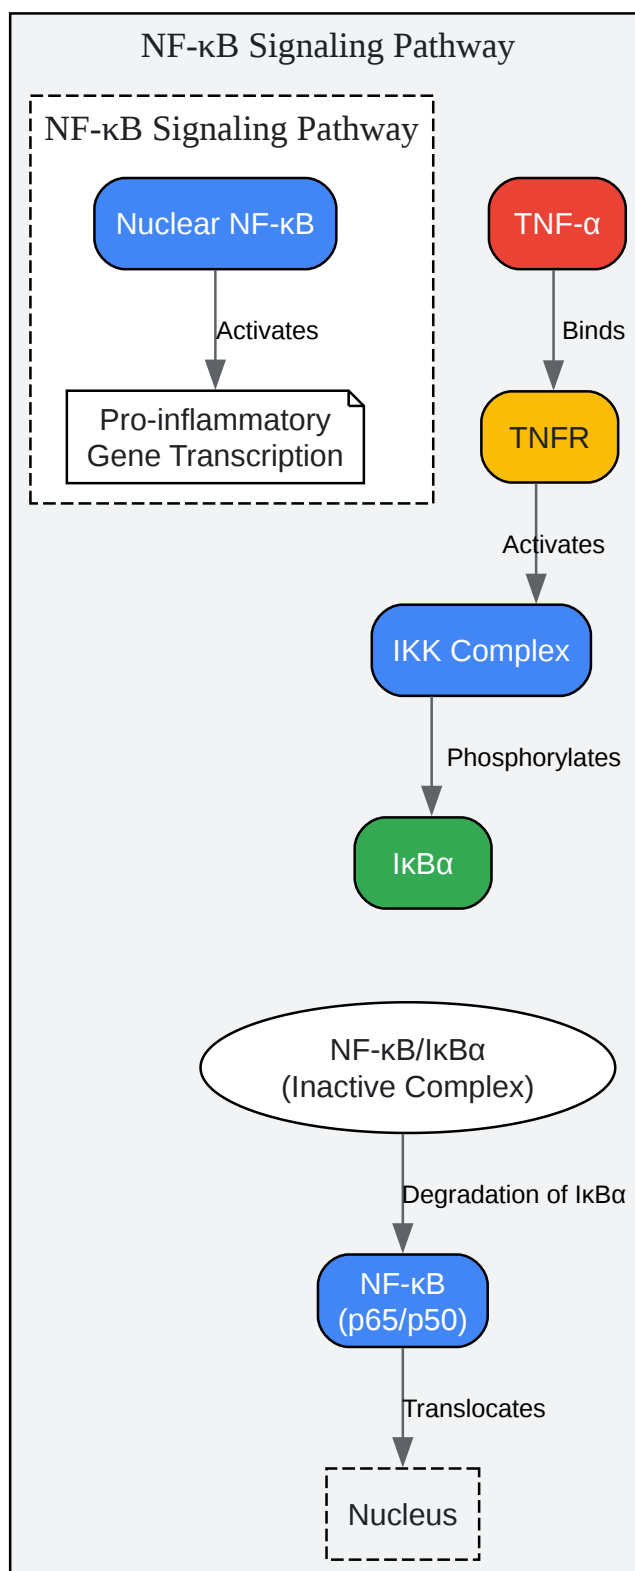 NF-κB Signaling Pathway
NF-κB Signaling Pathway
Nuclear NF-κB
TNF-α
Activates
Binds
Pro-inflammatory
Gene Transcription
TNFR
Activates
IKK Complex
Phosphorylates
IκBα
NF-κB/IκBα
(Inactive Complex)
Degradation of IκBα
NF-κB
(p65/p50)
Translocates
Nucleus